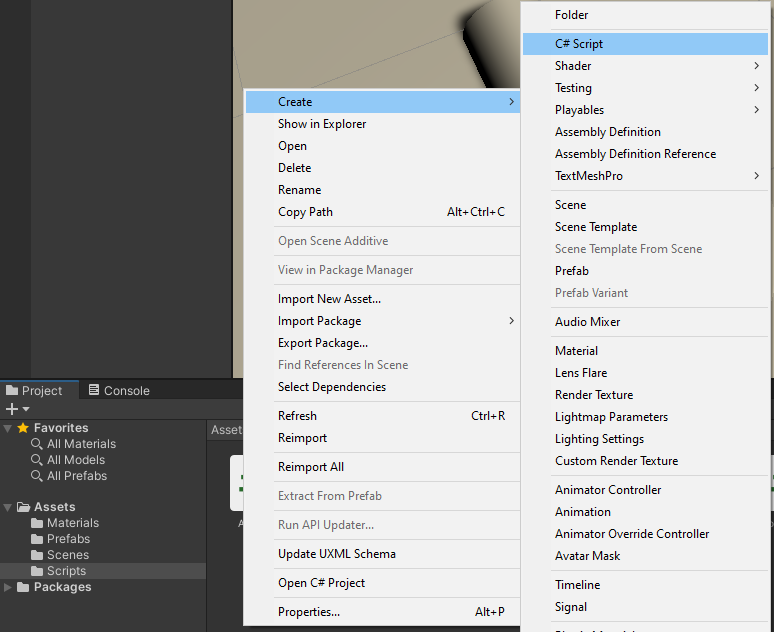 Folder
C# Script
Shader
Testing
Playables
Assembly Definition
Assembly Definition Reference
TextMeshPro
Scene
Scene Template
Scene Template From Scene
Prefab
Prefab Variant
Audio Mixer
Material
Lens Flare
Render Texture
Lightmap Parameters
Lighting Settings
Custom Render Texture
Animator Controller
Animation
Animator Override Controller
Avatar Mask
Timeline
Signal
Create
Show in Explorer
Open
Delete
Rename
Copy Path Alt+Ctrl+C
Open Scene Additive
View in Package Manager
Import New Asset...
Import Package
Export Package...
Find References In Scene
Select Dependencies
Refresh Ctrl+R
Reimport
Reimport All
Extract From Prefab
Run API Updater...
Update UXML Schema
Open C# Project
Properties... Alt+P
Project Console
Favorites
All Materials
All Models
All Prefabs
Assets
Materials
Prefabs
Scenes
Scripts
Packages
Asset